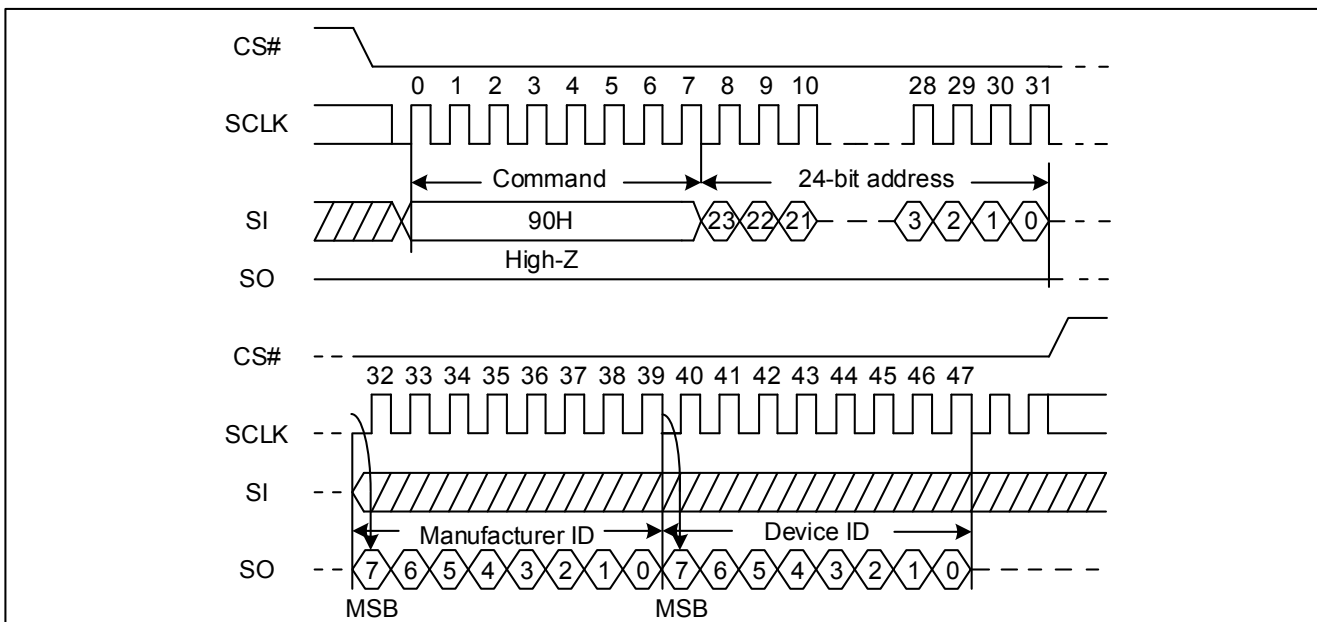 CS#
0 1 2 3 4 5 6 7 8 9 10 28 29 30 31
SCLK
Command 24-bit address
SI 90H 23 22 21 3 2 1 0
High-Z
SO
CS#
32 33 34 35 36 37 38 39 40 41 42 43 44 45 46 47
SCLK
SI
Manufacturer ID Device ID
SO 7 6 5 4 3 2 1 0 7 6 5 4 3 2 1 0
MSB MSB